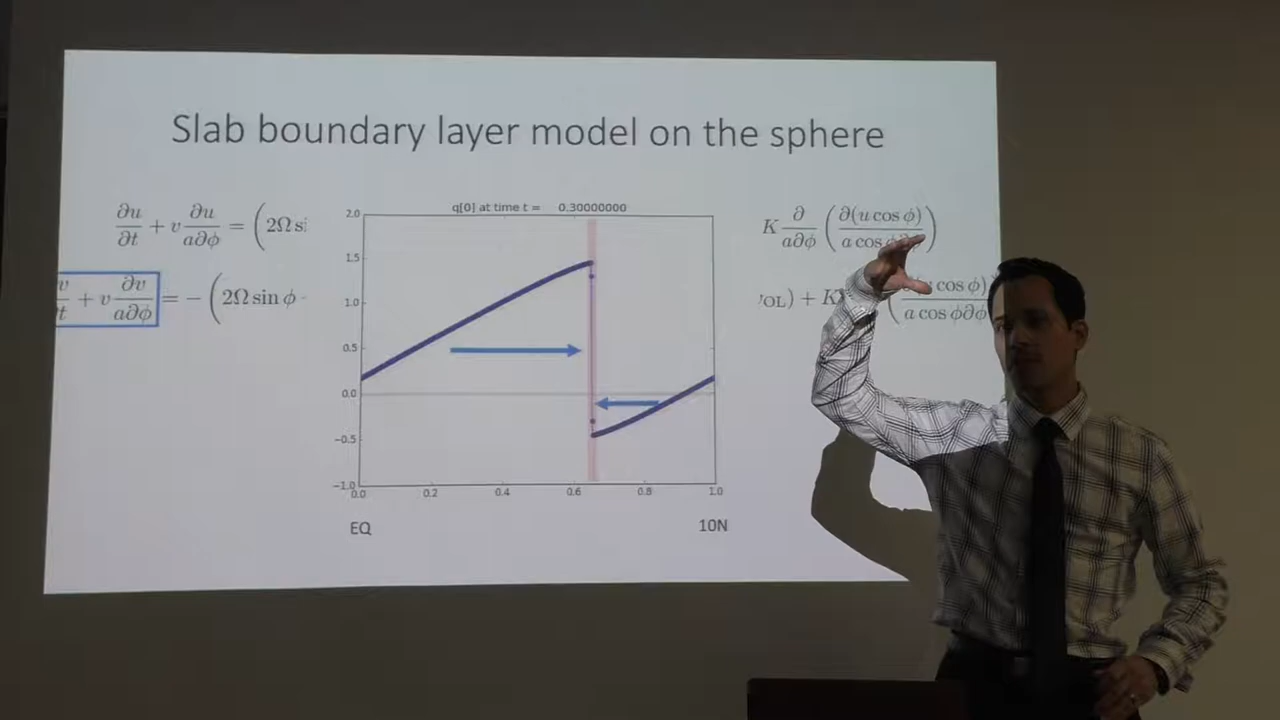 Slab boundary layer model on the sphere
∂u/∂t + v ∂u/a∂φ = (2Ω si
K ∂/a∂φ (∂(u cos φ)/a cos
∂v/a∂φ = − (2Ω sin φ
cos φ)/a cos φ∂φ
q[0] at time t = 0.30000000
2.0
1.5
1.0
0.5
0.0
−0.5
−1.0
0.0 0.2 0.4 0.6 0.8 1.0
EQ 10N